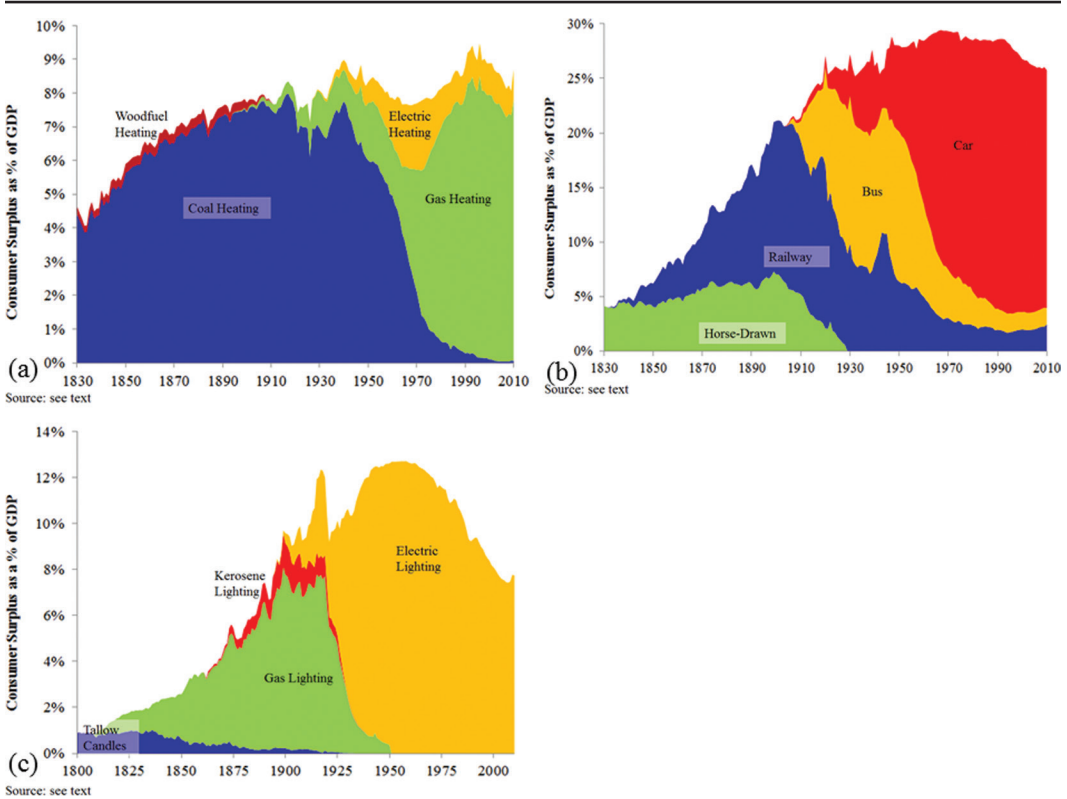 Consumer Surplus as % of GDP
10%
9%
8%
7%
6%
5%
4%
3%
2%
1%
0%
Woodfuel
Heating
Coal Heating
Electric
Heating
Gas Heating
(a)
1830 1850 1870 1890 1910 1930 1950 1970 1990 2010
Source: see text
Consumer Surplus as % of GDP
30%
25%
20%
15%
10%
5%
0%
Car
Bus
Railway
Horse-Drawn
(b)
1830 1850 1870 1890 1910 1930 1950 1970 1990 2010
Source: see text
Consumer Surplus as a % of GDP
14%
12%
10%
8%
6%
4%
2%
0%
Kerosene
Lighting
Electric
Lighting
Gas Lighting
Tallow
Candles
(c)
1800 1825 1850 1875 1900 1925 1950 1975 2000
Source: see text